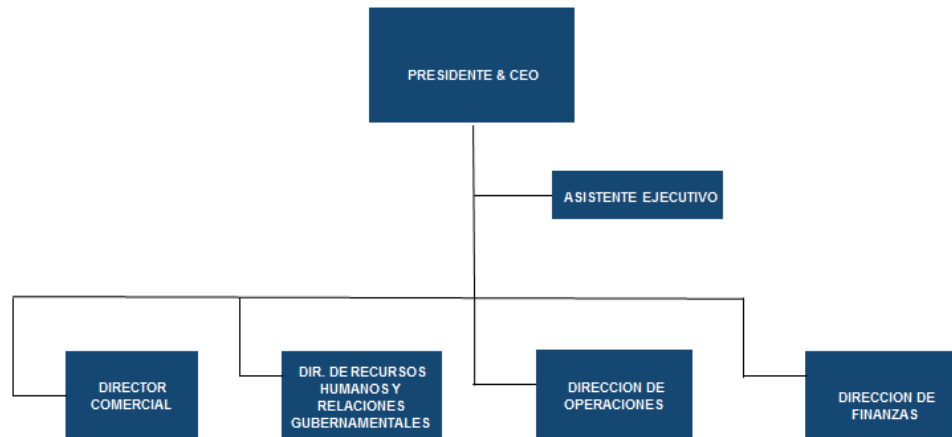 PRESIDENTE & CEO
ASISTENTE EJECUTIVO
DIRECTOR
COMERCIAL
DIR. DE RECURSOS
HUMANOS Y
RELACIONES
GUBERNAMENTALES
DIRECCION DE
OPERACIONES
DIRECCION DE
FINANZAS